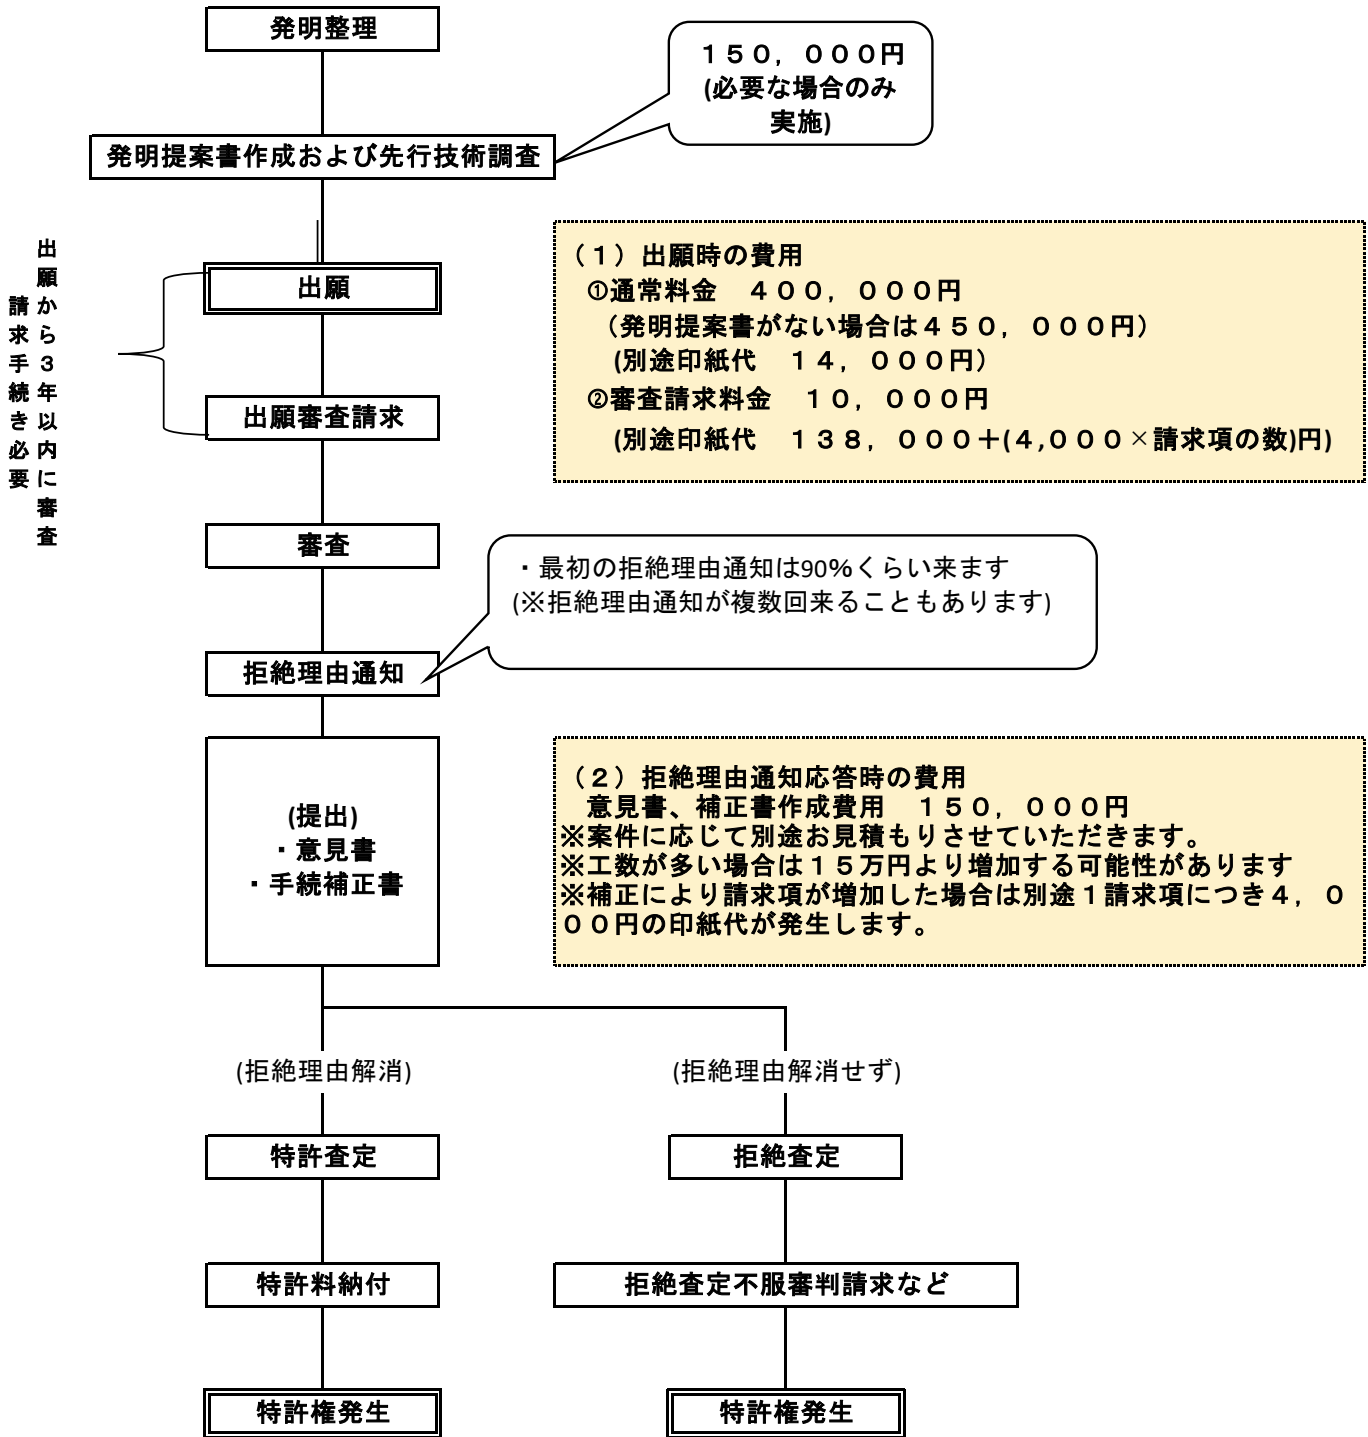 発明整理
１５０，０００円
(必要な場合のみ
実施)
発明提案書作成および先行技術調査
出願から３年以内に審査
請求手続き必要
出願
（１）出願時の費用
①通常料金　４００，０００円
（発明提案書がない場合は４５０，０００円）
(別途印紙代　１４，０００円）
②審査請求料金　１０，０００円
(別途印紙代　１３８，０００＋(４,０００×請求項の数)円)
出願審査請求
審査
・最初の拒絶理由通知は90％くらい来ます
(※拒絶理由通知が複数回来ることもあります)
拒絶理由通知
(提出)
・意見書
・手続補正書
（２）拒絶理由通知応答時の費用
意見書、補正書作成費用　１５０，０００円
※案件に応じて別途お見積もりさせていただきます。
※工数が多い場合は１５万円より増加する可能性があります
※補正により請求項が増加した場合は別途１請求項につき４，０
００円の印紙代が発生します。
(拒絶理由解消)
(拒絶理由解消せず)
特許査定
拒絶査定
特許料納付
拒絶査定不服審判請求など
特許権発生
特許権発生